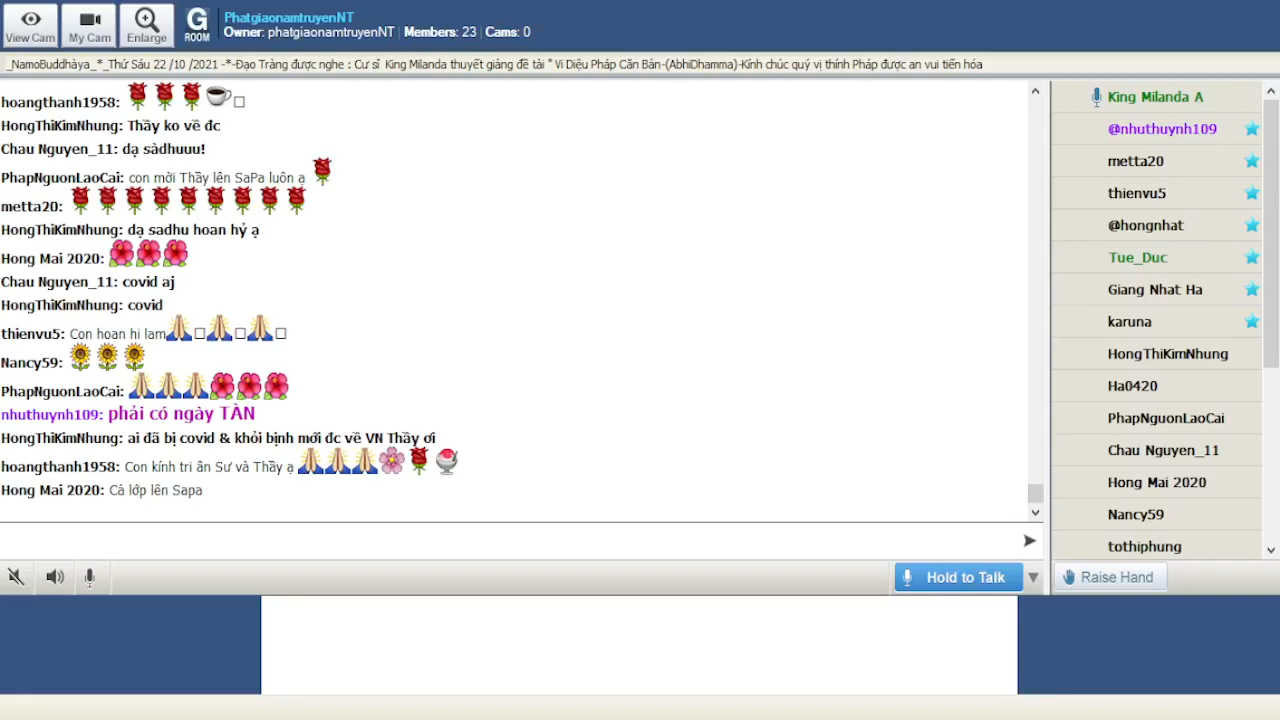 View Cam
My Cam
Enlarge
G
ROOM
PhatgiaonamtruyenNT
Owner: phatgiaonamtruyenNT | Members: 23 | Cams: 0
_NamoBuddhàya_*_Thứ Sáu 22 /10 /2021 -*-Đạo Tràng được nghe : Cư sĩ King Milanda thuyết giảng đề tài " Vi Diệu Pháp Căn Bản-(AbhiDhamma)-Kính chúc quý vị thính Pháp được an vui tiến hóa
hoangthanh1958:
HongThiKimNhung: Thầy ko về đc
Chau Nguyen_11: dạ sàdhuuu!
PhapNguonLaoCai: con mời Thầy lên SaPa luôn ạ
metta20:
HongThiKimNhung: dạ sadhu hoan hỷ ạ
Hong Mai 2020:
Chau Nguyen_11: covid aj
HongThiKimNhung: covid
thienvu5: Con hoan hi lam
Nancy59:
PhapNguonLaoCai:
nhuthuynh109: phải có ngày TÀN
HongThiKimNhung: ai đã bị covid & khỏi bịnh mới đc về VN Thầy ơi
hoangthanh1958: Con kính tri ân Sư và Thầy ạ
Hong Mai 2020: Cả lớp lên Sapa
King Milanda A
@nhuthuynh109
metta20
thienvu5
@hongnhat
Tue_Duc
Giang Nhat Ha
karuna
HongThiKimNhung
Ha0420
PhapNguonLaoCai
Chau Nguyen_11
Hong Mai 2020
Nancy59
tothiphung
Hold to Talk
Raise Hand